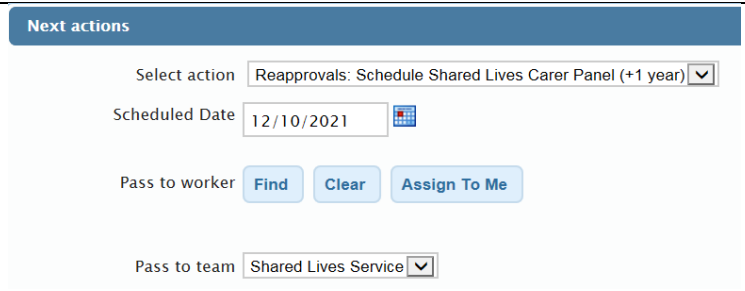 Next actions
Select action Reapprovals: Schedule Shared Lives Carer Panel (+1 year)
Scheduled Date 12/10/2021
Pass to worker Find Clear Assign To Me
Pass to team Shared Lives Service